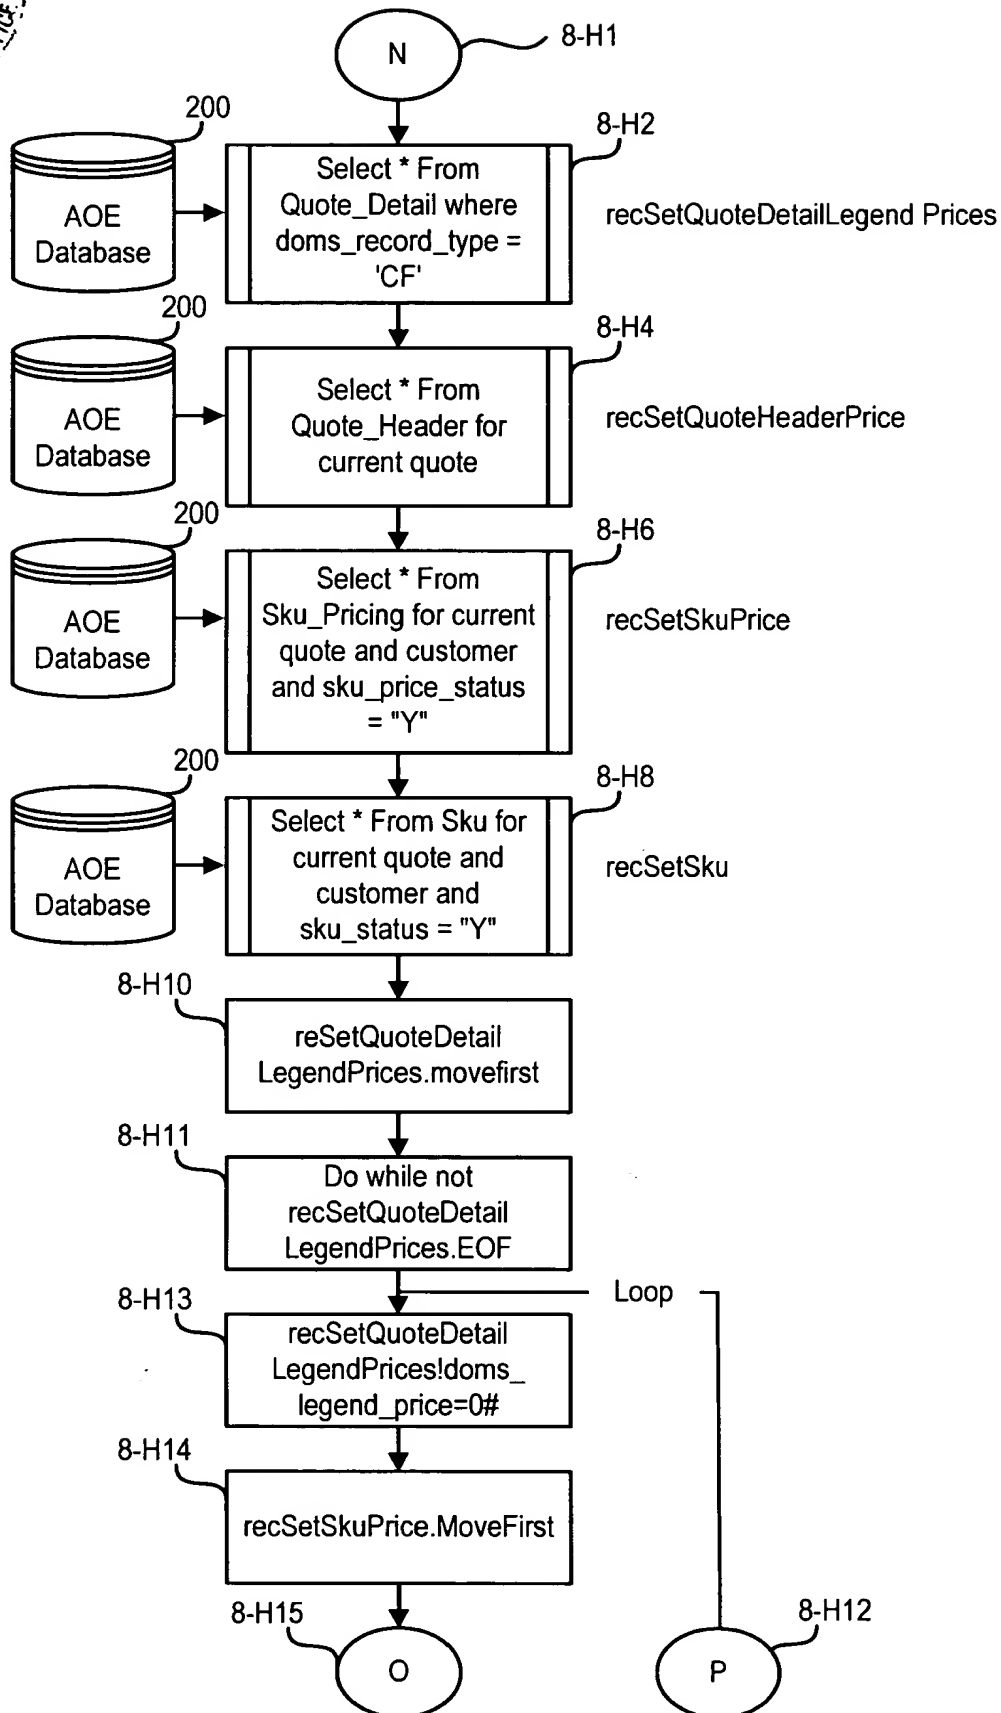 N
8-H1
200
8-H2
AOE
Database
Select * From
Quote_Detail where
doms_record_type =
'CF'
recSetQuoteDetailLegend Prices
200
8-H4
AOE
Database
Select * From
Quote_Header for
current quote
recSetQuoteHeaderPrice
200
8-H6
AOE
Database
Select * From
Sku_Pricing for current
quote and customer
and sku_price_status
= "Y"
recSetSkuPrice
200
8-H8
AOE
Database
Select * From Sku for
current quote and
customer and
sku_status = "Y"
recSetSku
8-H10
reSetQuoteDetail
LegendPrices.movefirst
8-H11
Do while not
recSetQuoteDetail
LegendPrices.EOF
Loop
8-H13
recSetQuoteDetail
LegendPrices!doms_
legend_price=0#
8-H14
recSetSkuPrice.MoveFirst
8-H15
O
8-H12
P